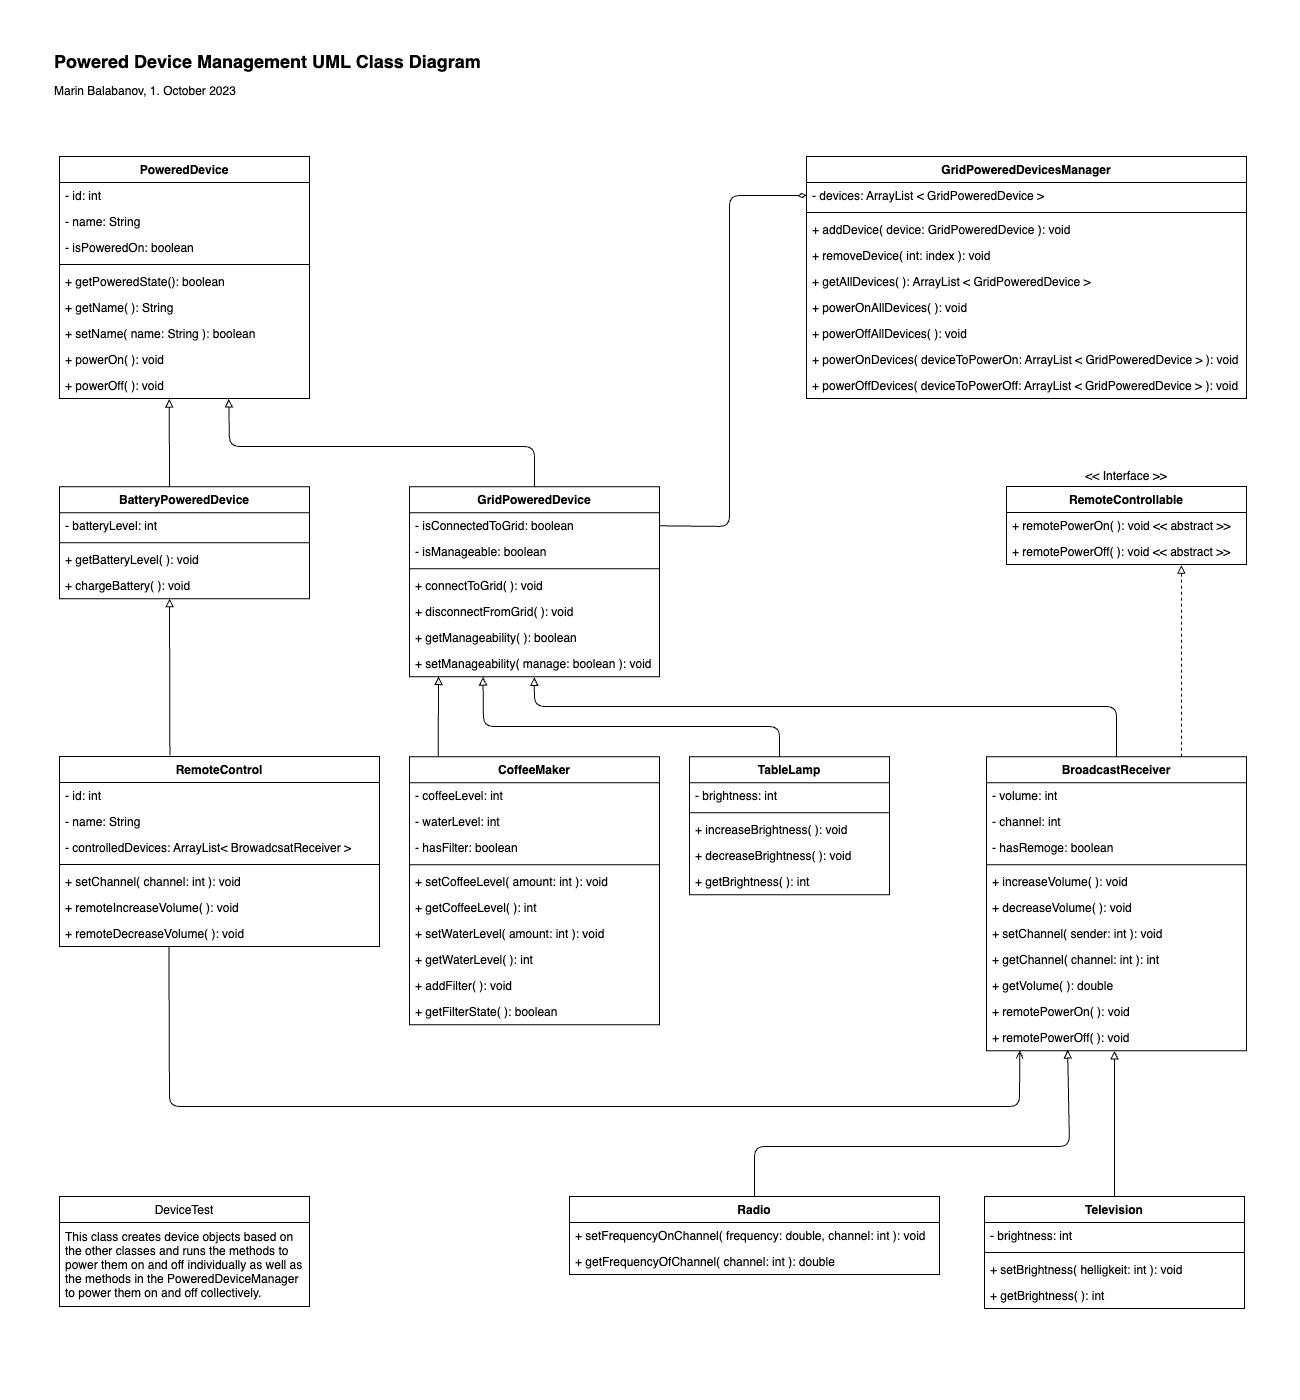 Powered Device Management UML Class Diagram
Marin Balabanov, 1. October 2023
PoweredDevice
- id: int
- name: String
- isPoweredOn: boolean
+ getPoweredState(): boolean
+ getName( ): String
+ setName( name: String ): boolean
+ powerOn( ): void
+ powerOff( ): void
GridPoweredDevicesManager
- devices: ArrayList < GridPoweredDevice >
+ addDevice( device: GridPoweredDevice ): void
+ removeDevice( int: index ): void
+ getAllDevices( ): ArrayList < GridPoweredDevice >
+ powerOnAllDevices( ): void
+ powerOffAllDevices( ): void
+ powerOnDevices( deviceToPowerOn: ArrayList < GridPoweredDevice > ): void
+ powerOffDevices( deviceToPowerOff: ArrayList < GridPoweredDevice > ): void
BatteryPoweredDevice
- batteryLevel: int
+ getBatteryLevel( ): void
+ chargeBattery( ): void
GridPoweredDevice
- isConnectedToGrid: boolean
- isManageable: boolean
+ connectToGrid( ): void
+ disconnectFromGrid( ): void
+ getManageability( ): boolean
+ setManageability( manage: boolean ): void
<< Interface >>
RemoteControllable
+ remotePowerOn( ): void << abstract >>
+ remotePowerOff( ): void << abstract >>
RemoteControl
- id: int
- name: String
- controlledDevices: ArrayList< BrowadcsatReceiver >
+ setChannel( channel: int ): void
+ remoteIncreaseVolume( ): void
+ remoteDecreaseVolume( ): void
CoffeeMaker
- coffeeLevel: int
- waterLevel: int
- hasFilter: boolean
+ setCoffeeLevel( amount: int ): void
+ getCoffeeLevel( ): int
+ setWaterLevel( amount: int ): void
+ getWaterLevel( ): int
+ addFilter( ): void
+ getFilterState( ): boolean
TableLamp
- brightness: int
+ increaseBrightness( ): void
+ decreaseBrightness( ): void
+ getBrightness( ): int
BroadcastReceiver
- volume: int
- channel: int
- hasRemoge: boolean
+ increaseVolume( ): void
+ decreaseVolume( ): void
+ setChannel( sender: int ): void
+ getChannel( channel: int ): int
+ getVolume( ): double
+ remotePowerOn( ): void
+ remotePowerOff( ): void
DeviceTest
This class creates device objects based on
the other classes and runs the methods to
power them on and off individually as well as
the methods in the PoweredDeviceManager
to power them on and off collectively.
Radio
+ setFrequencyOnChannel( frequency: double, channel: int ): void
+ getFrequencyOfChannel( channel: int ): double
Television
- brightness: int
+ setBrightness( helligkeit: int ): void
+ getBrightness( ): int